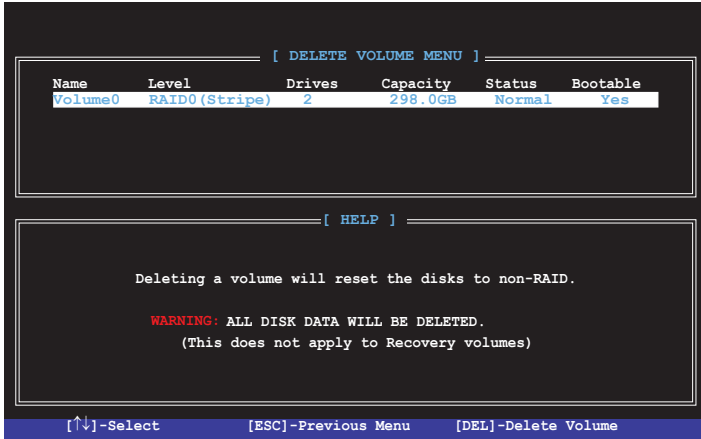 [ DELETE VOLUME MENU ]
Name Level Drives Capacity Status Bootable
Volume0 RAID0(Stripe) 2 298.0GB Normal Yes
[ HELP ]
Deleting a volume will reset the disks to non-RAID.
WARNING: ALL DISK DATA WILL BE DELETED.
(This does not apply to Recovery volumes)
[↑↓]-Select [ESC]-Previous Menu [DEL]-Delete Volume